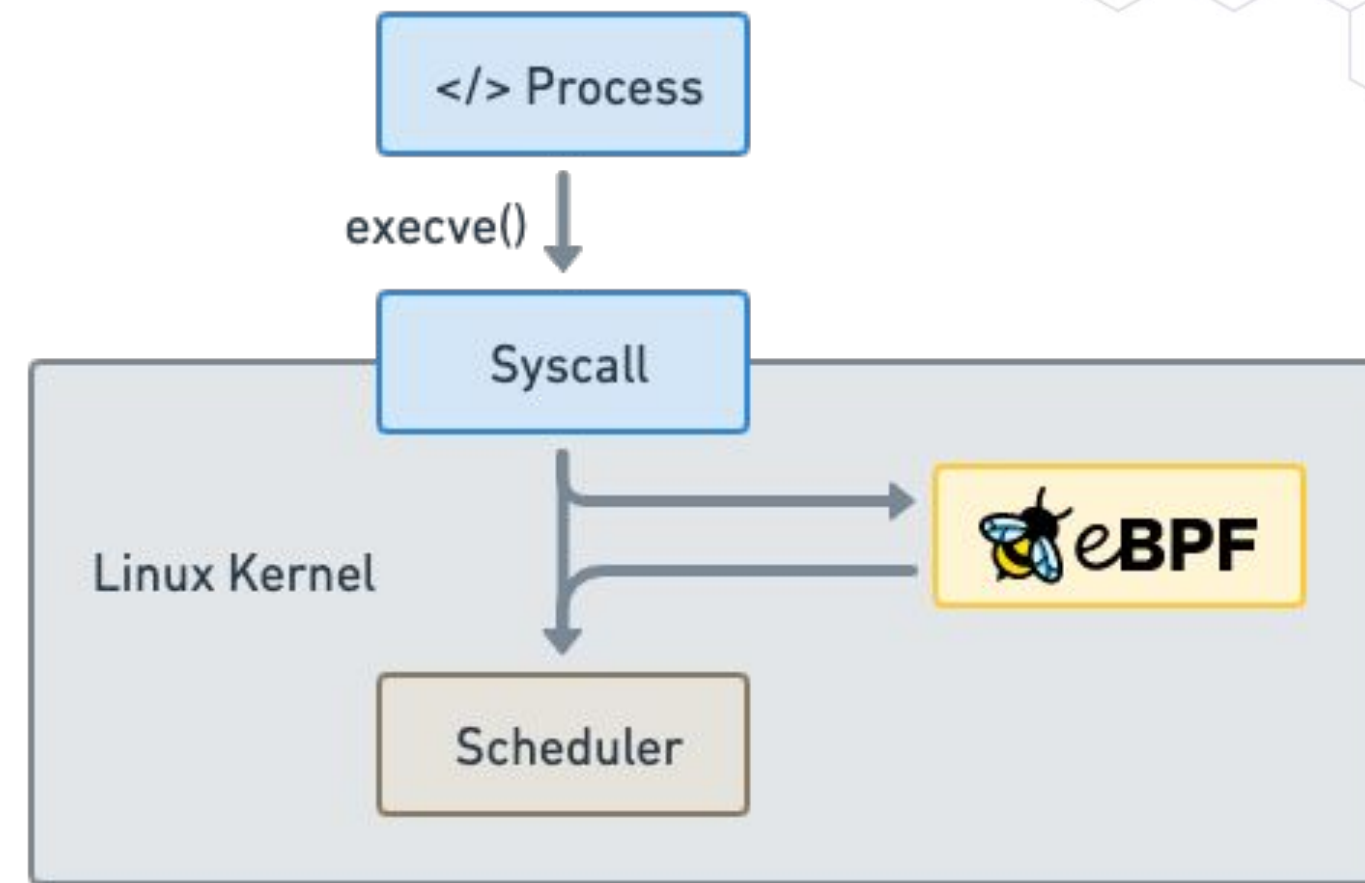 </> Process
execve()
Syscall
Linux Kernel
eBPF
Scheduler